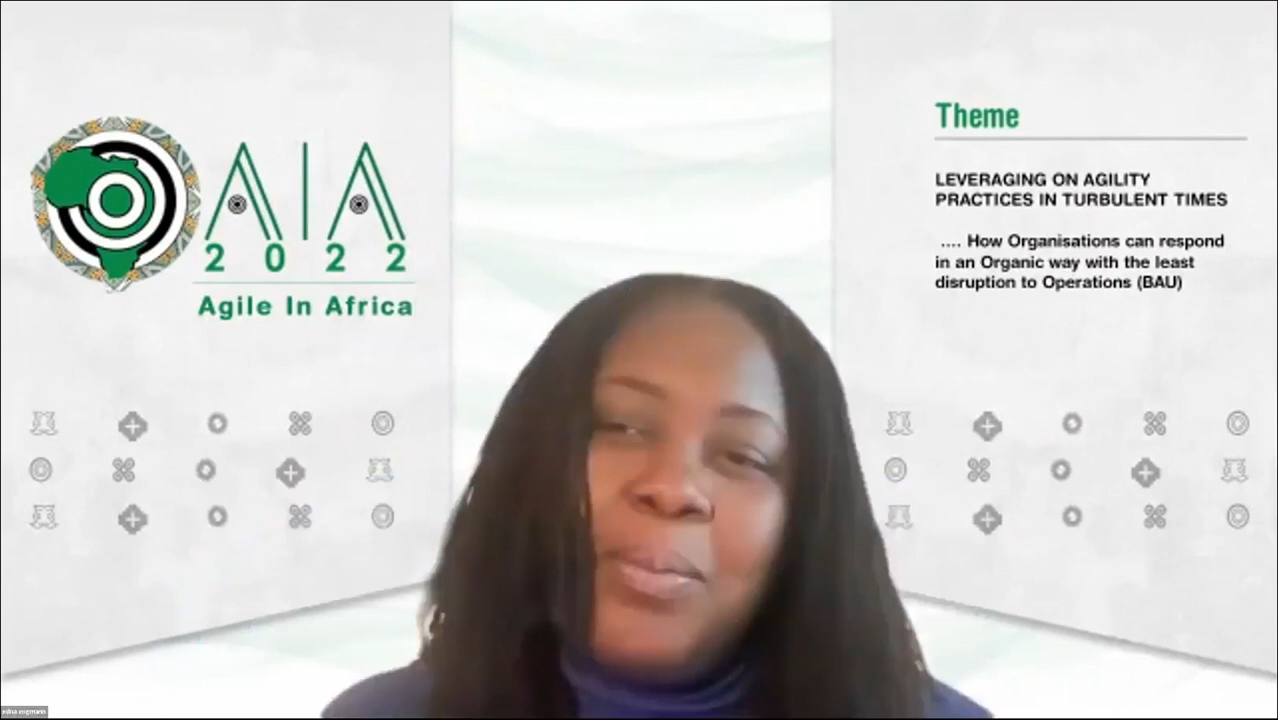 A|A
2022
Agile In Africa
Theme
LEVERAGING ON AGILITY
PRACTICES IN TURBULENT TIMES
.... How Organisations can respond
in an Organic way with the least
disruption to Operations (BAU)